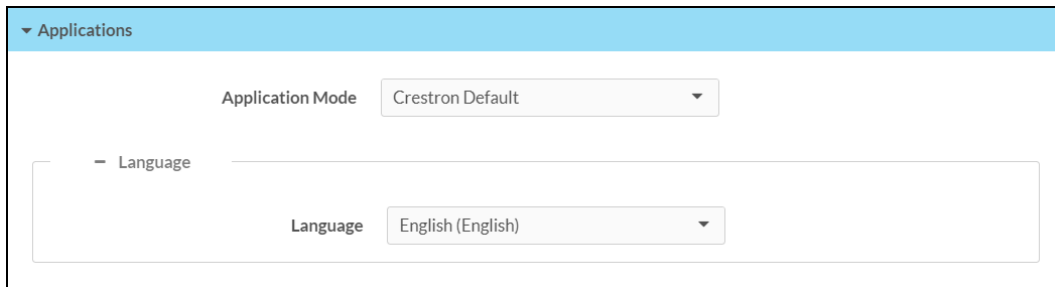 Applications
Application Mode Crestron Default
Language
Language English (English)